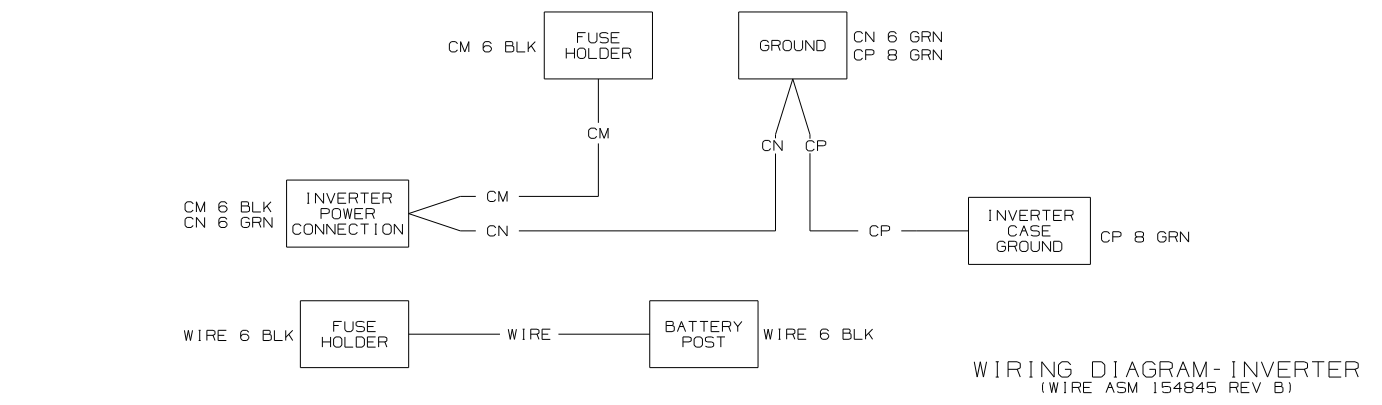 CM 6 BLK
FUSE
HOLDER
GROUND
CN 6 GRN
CP 8 GRN
CM
CN
CP
CM 6 BLK
CN 6 GRN
INVERTER
POWER
CONNECTION
CM
CN
CP
INVERTER
CASE
GROUND
CP 8 GRN
WIRE 6 BLK
FUSE
HOLDER
WIRE
BATTERY
POST
WIRE 6 BLK
WIRING DIAGRAM-INVERTER
(WIRE ASM 154845 REV B)